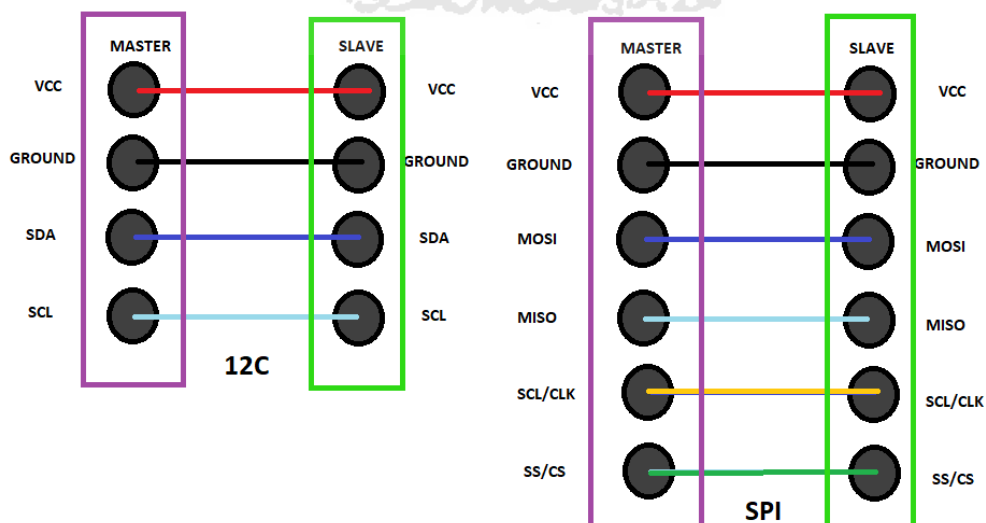 MASTER SLAVE
VCC VCC
GROUND GROUND
SDA SDA
SCL SCL
12C
MASTER SLAVE
VCC VCC
GROUND GROUND
MOSI MOSI
MISO MISO
SCL/CLK SCL/CLK
SS/CS SS/CS
SPI